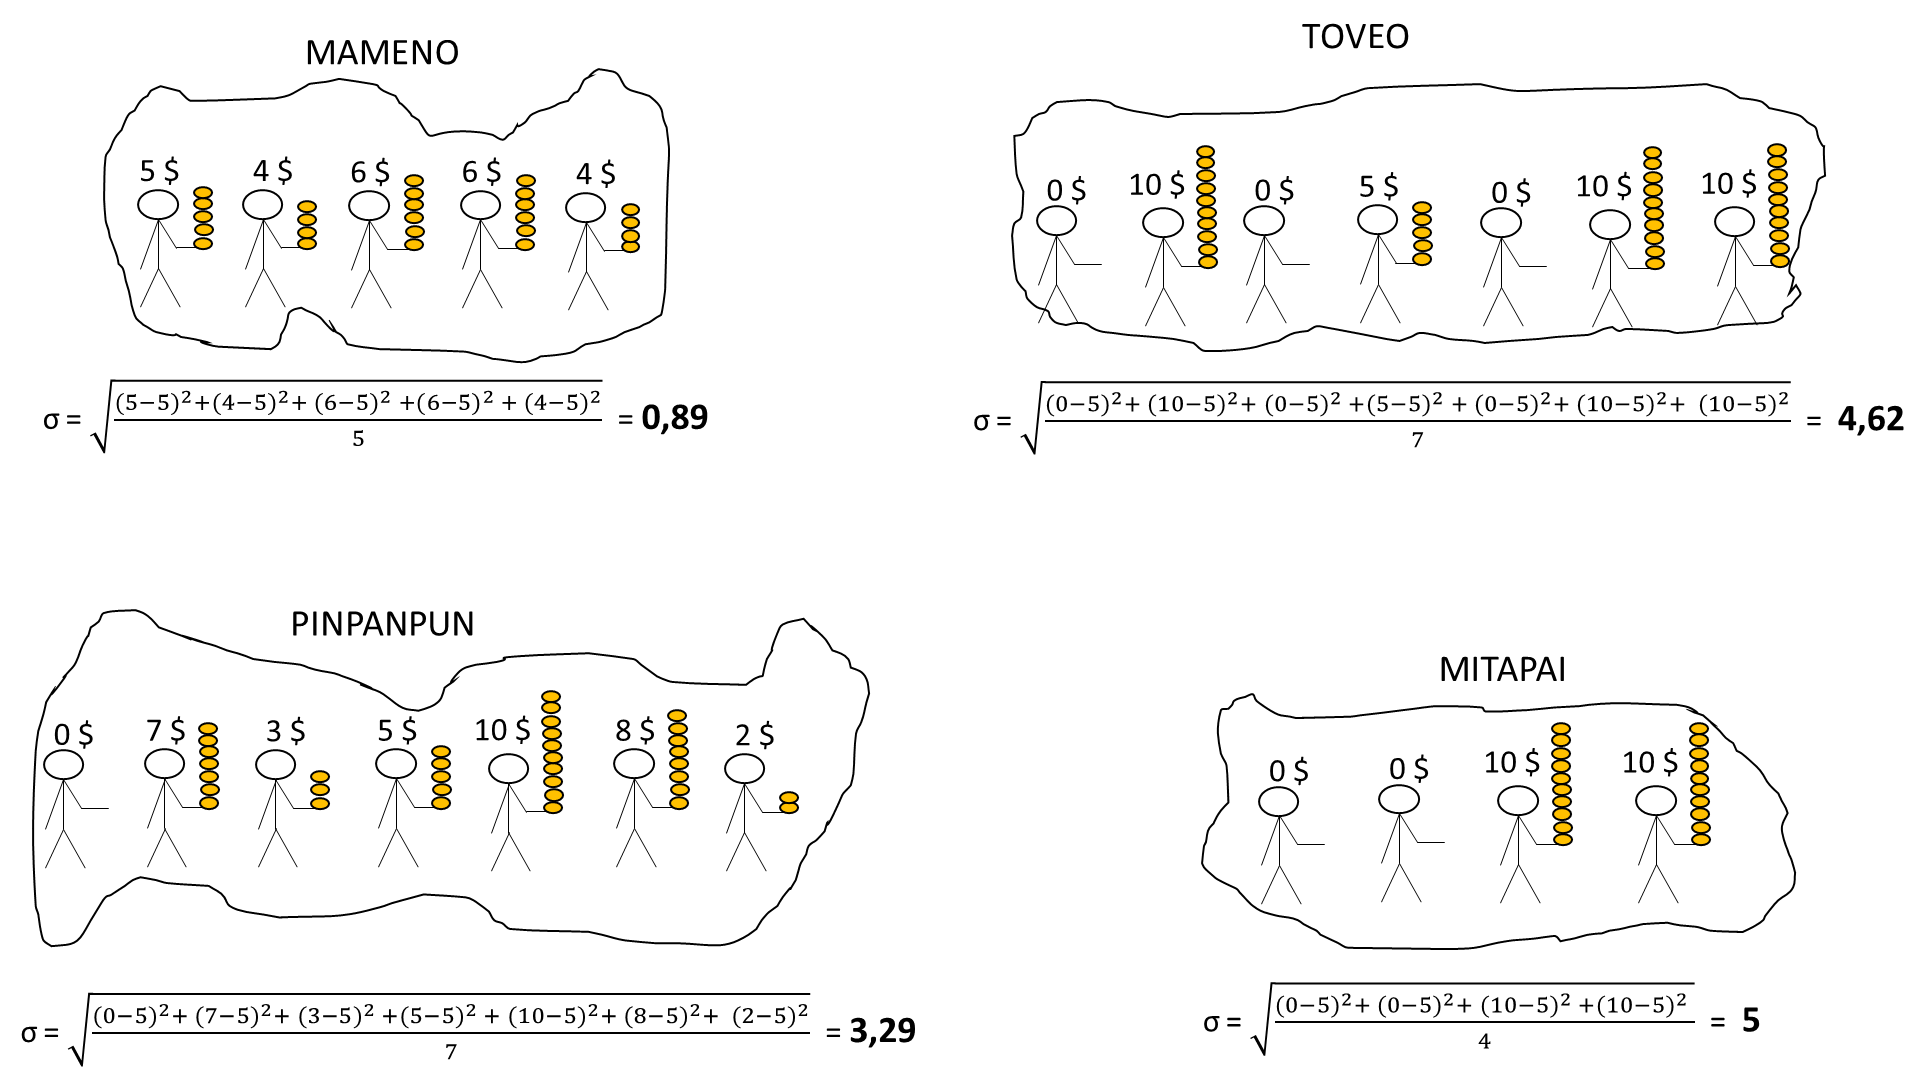 MAMENO
5 $ 4 $ 6 $ 6 $ 4 $
σ = √((5−5)²+(4−5)²+ (6−5)² +(6−5)² + (4−5)² / 5) = 0,89
TOVEO
0 $ 10 $ 0 $ 5 $ 0 $ 10 $ 10 $
σ = √((0−5)²+ (10−5)²+ (0−5)² +(5−5)² + (0−5)²+ (10−5)²+ (10−5)² / 7) = 4,62
PINPANPUN
0 $ 7 $ 3 $ 5 $ 10 $ 8 $ 2 $
σ = √((0−5)²+ (7−5)²+ (3−5)² +(5−5)² + (10−5)²+ (8−5)²+ (2−5)² / 7) = 3,29
MITAPAI
0 $ 0 $ 10 $ 10 $
σ = √((0−5)²+ (0−5)²+ (10−5)² +(10−5)² / 4) = 5